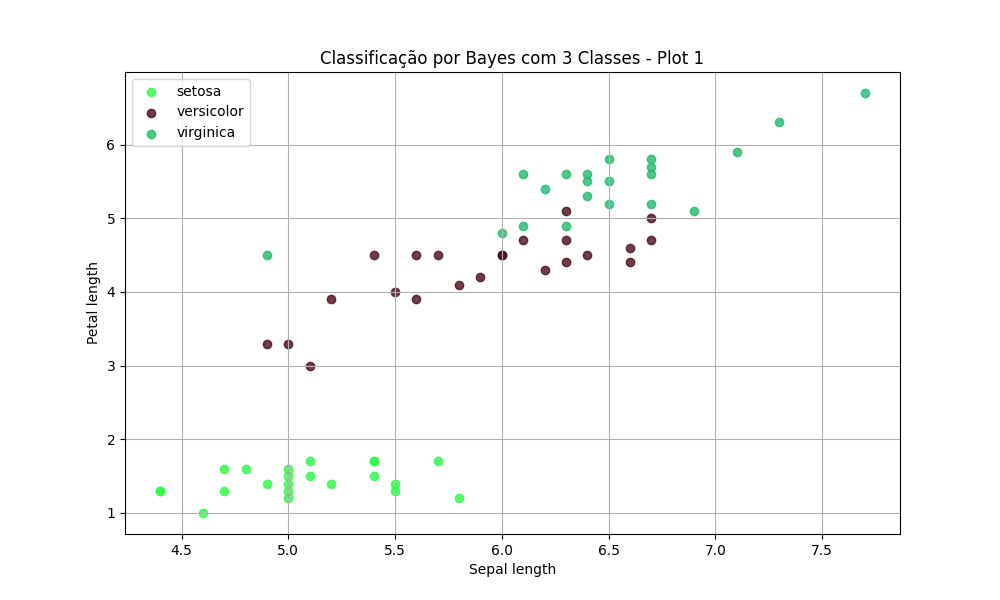 Classificação por Bayes com 3 Classes - Plot 1
setosa
versicolor
virginica
Petal length
6
5
4
3
2
1
4.5 5.0 5.5 6.0 6.5 7.0 7.5
Sepal length